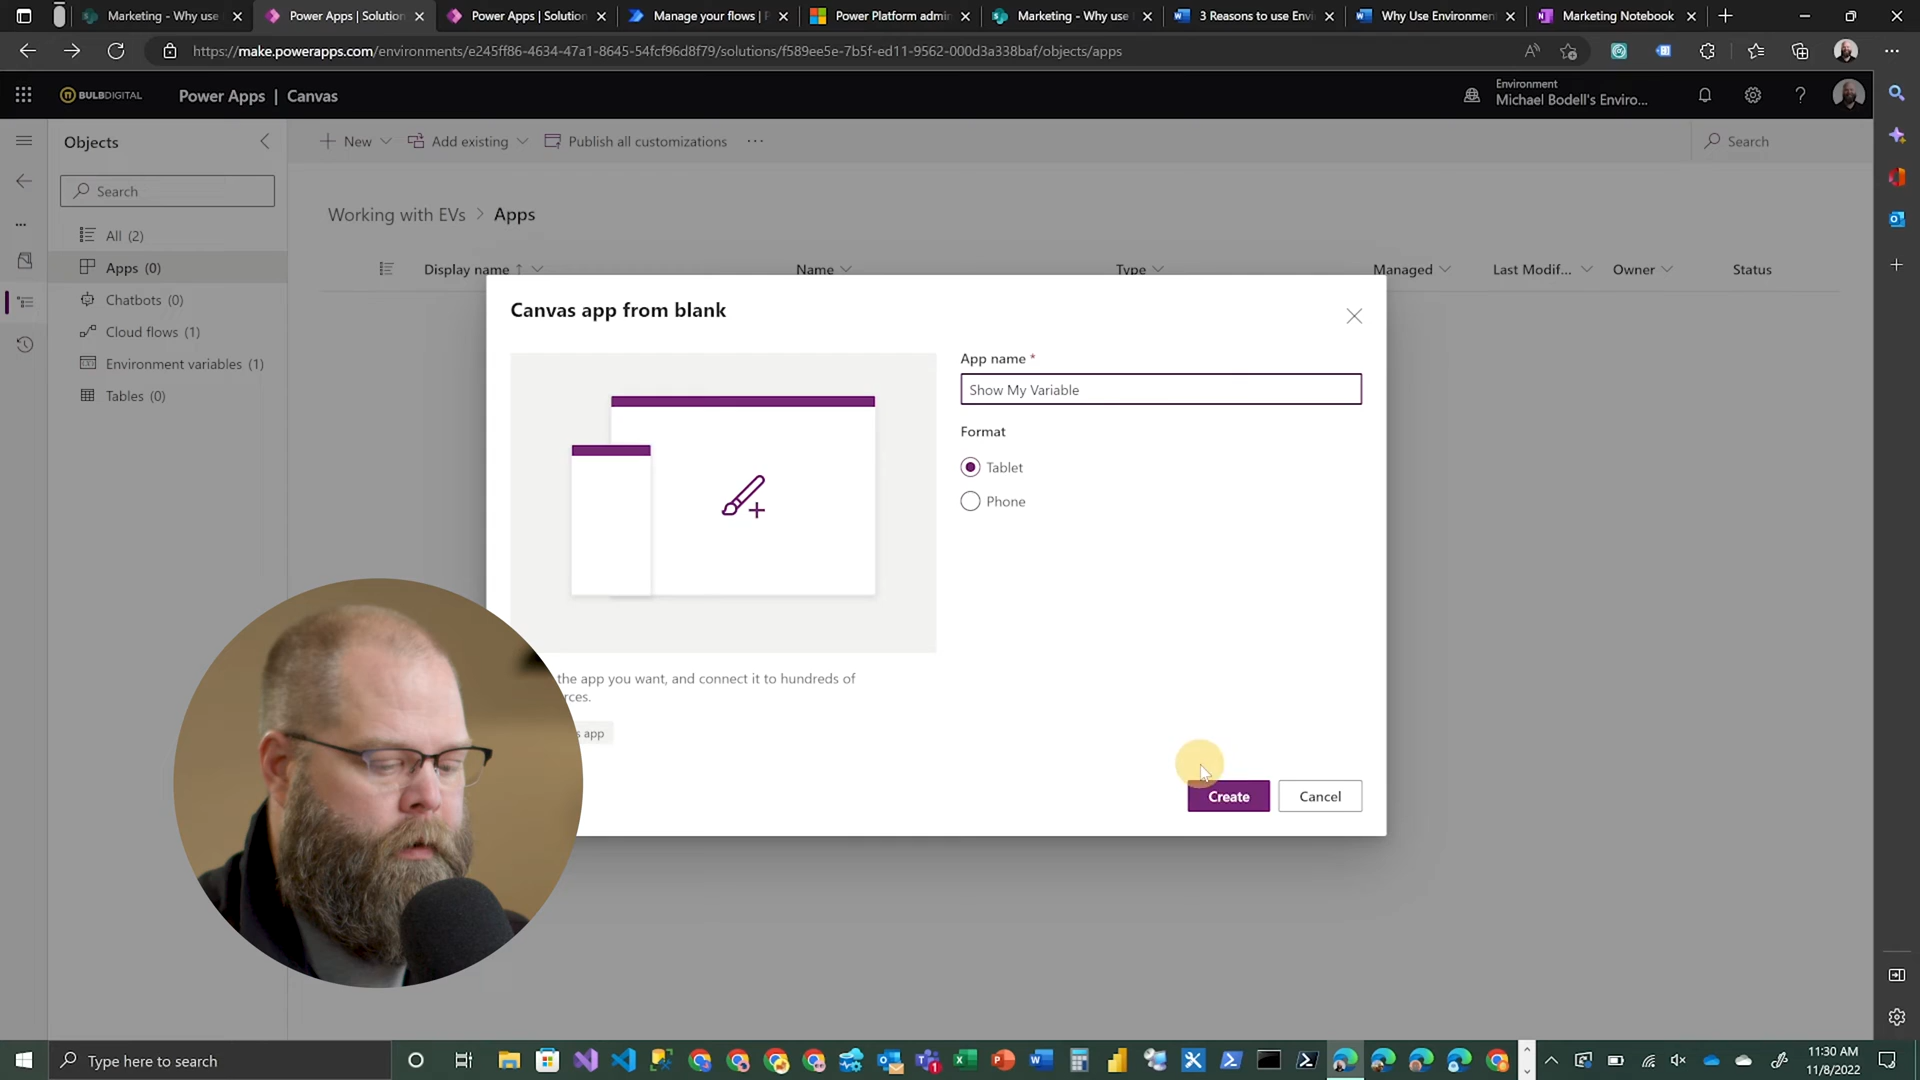 Marketing - Why use
Power Apps | Solution
Power Apps | Solution
Manage your flows | P
Power Platform admin
Marketing - Why use
3 Reasons to use Envi
Why Use Environmen
Marketing Notebook
https://make.powerapps.com/environments/e245ff86-4634-47a1-8645-54fcf96d8f79/solutions/f589ee5e-7b5f-ed11-9562-000d3a338baf/objects/apps
BULBDIGITAL
Power Apps | Canvas
Environment
Michael Bodell's Enviro...
Objects
New
Add existing
Publish all customizations
Search
Search
Working with EVs > Apps
All (2)
Apps (0)
Chatbots (0)
Cloud flows (1)
Environment variables (1)
Tables (0)
Display name
Name
Type
Managed
Last Modif...
Owner
Status
Canvas app from blank
App name *
Show My Variable
Format
Tablet
Phone
the app you want, and connect it to hundreds of
rces.
s app
Create
Cancel
Type here to search
11:30 AM
11/8/2022